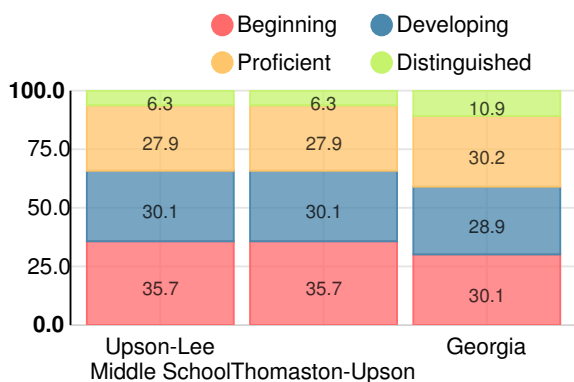 Beginning Developing
Proficient Distinguished
100.0
75.0
50.0
25.0
0.0
6.3 6.3 10.9
27.9 27.9 30.2
30.1 30.1 28.9
35.7 35.7 30.1
Upson-Lee Georgia
Middle School Thomaston-Upson